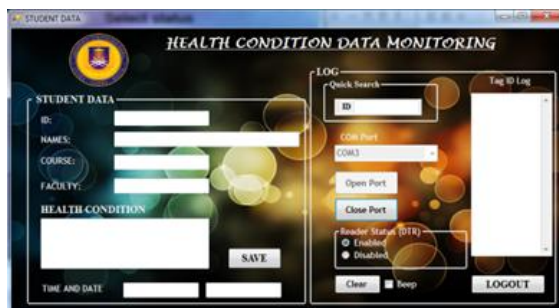 STUDENT DATA
HEALTH CONDITION DATA MONITORING
STUDENT DATA
ID:
NAMES:
COURSE:
FACULTY:
HEALTH CONDITION
SAVE
TIME AND DATE
LOG
Quick Search
ID
COM Port
COM3
Open Port
Close Port
Reader Status (DTR)
Enabled
Disabled
Clear
Beep
Tag ID Log
LOGOUT